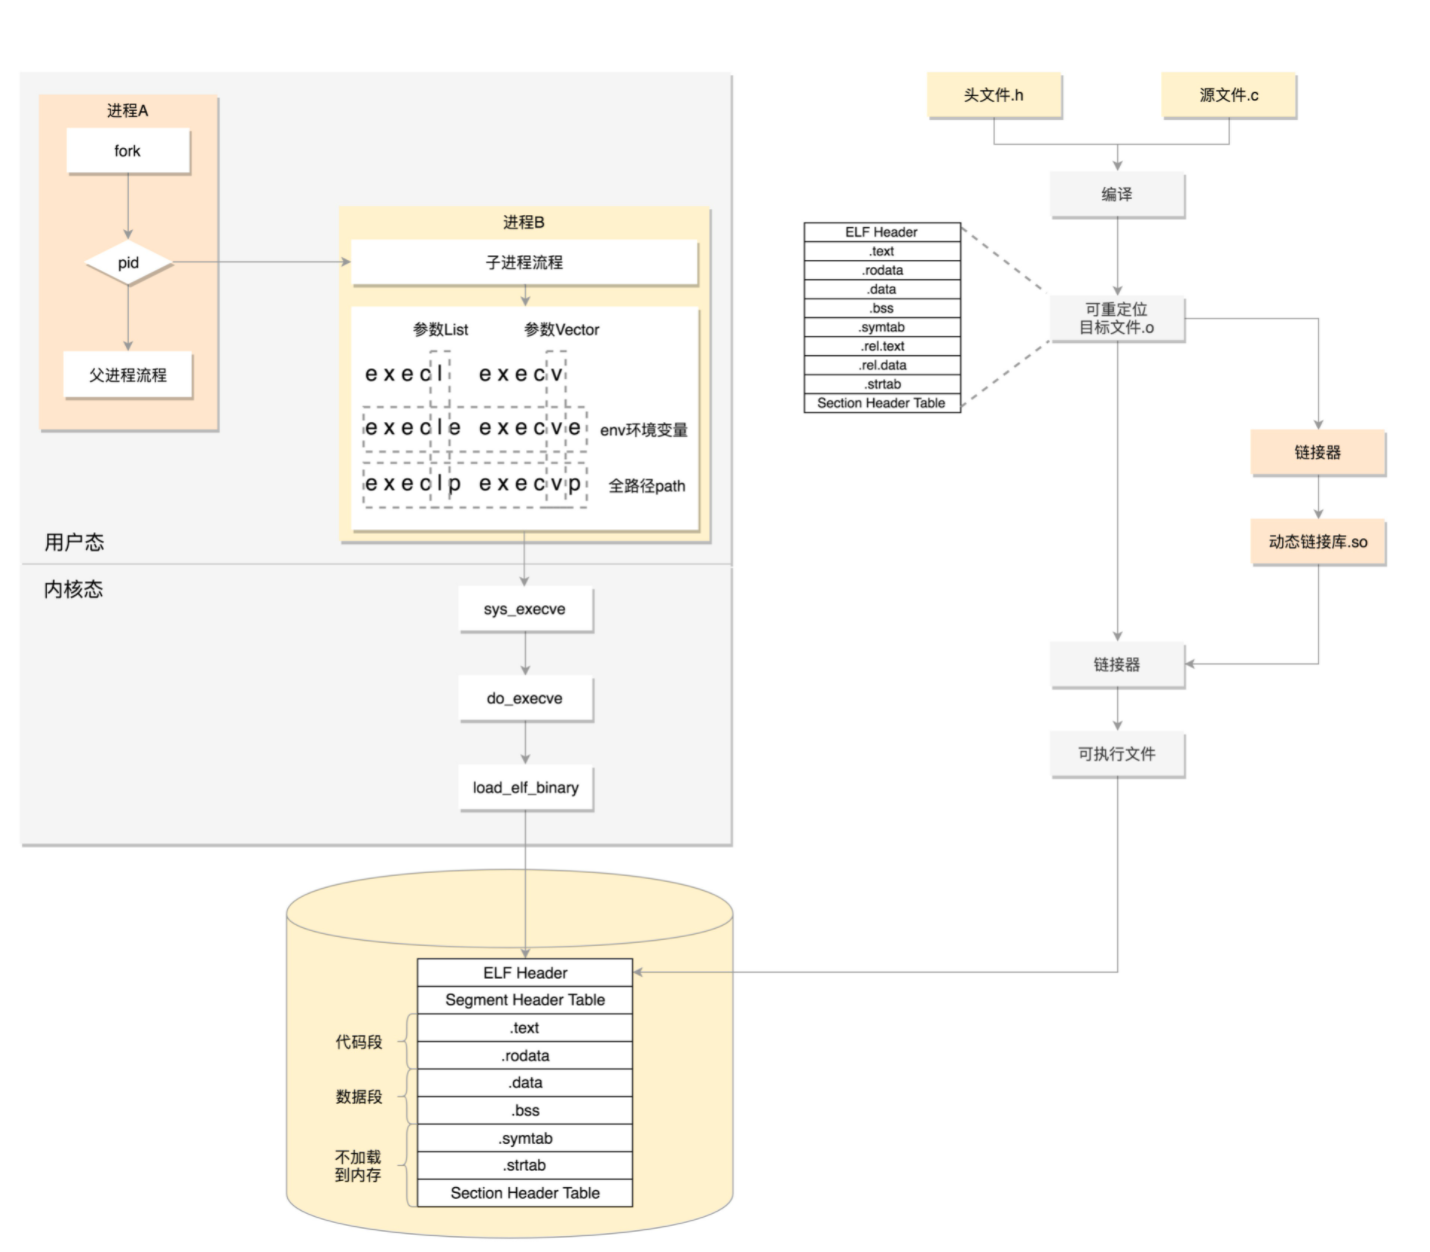 进程A
fork
pid
父进程流程
进程B
子进程流程
参数List 参数Vector
execl execv
execle execve env环境变量
execlp execvp 全路径path
用户态
内核态
sys_execve
do_execve
load_elf_binary
头文件.h
源文件.c
编译
ELF Header
.text
.rodata
.data
.bss
.symtab
.rel.text
.rel.data
.strtab
Section Header Table
可重定位
目标文件.o
链接器
动态链接库.so
链接器
可执行文件
ELF Header
Segment Header Table
代码段
.text
.rodata
数据段
.data
.bss
不加载
到内存
.symtab
.strtab
Section Header Table